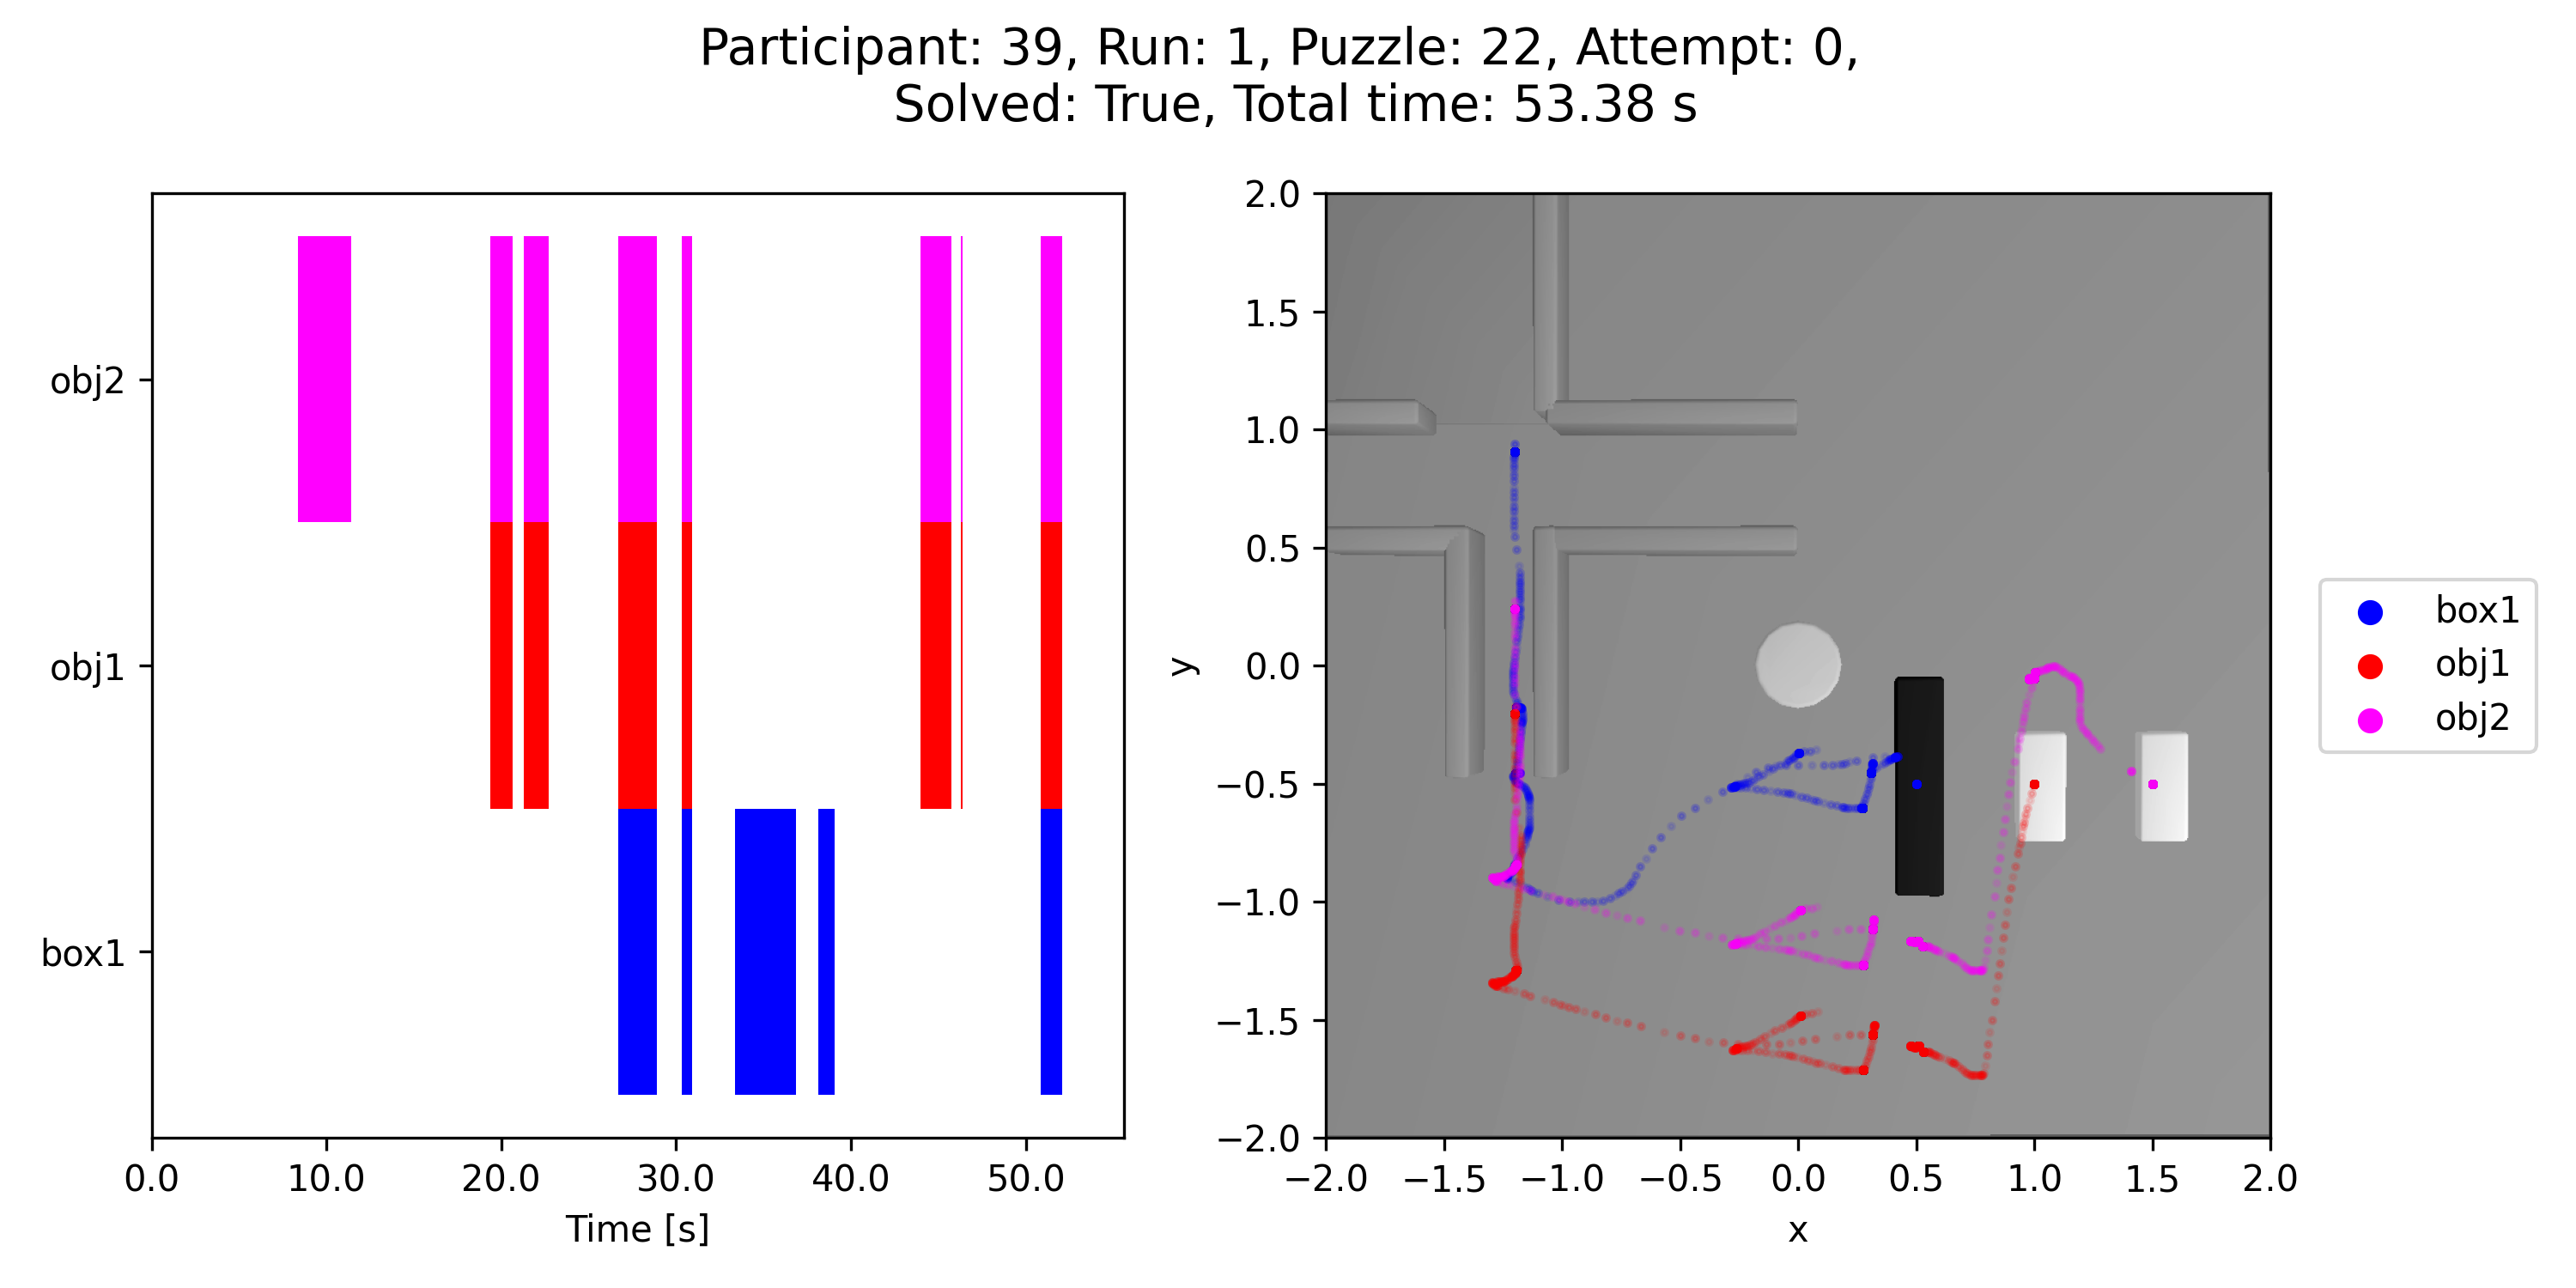 Participant: 39, Run: 1, Puzzle: 22, Attempt: 0,
Solved: True, Total time: 53.38 s
obj2
obj1
box1
0.0 10.0 20.0 30.0 40.0 50.0
Time [s]
2.0
1.5
1.0
0.5
0.0
−0.5
−1.0
−1.5
−2.0
y
−2.0 −1.5 −1.0 −0.5 0.0 0.5 1.0 1.5 2.0
x
box1
obj1
obj2